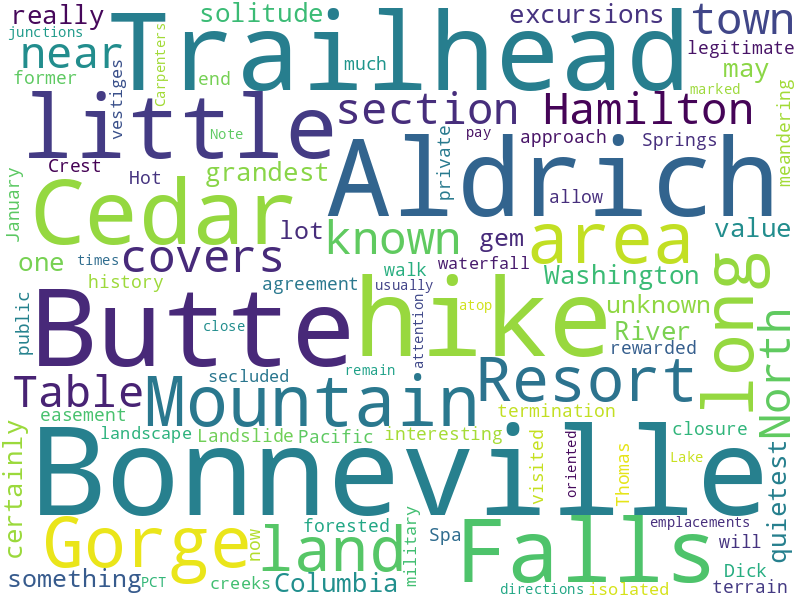 really
solitude
excursions
town
junctions
Trailhead
near
Carpenters
much
legitimate
former
end
may
marked
vestiges
little
section
Hamilton
Note
pay
approach
Springs
meandering
Crest
Hot
grandest
private
Aldrich
allow
January
Cedar
lot
known
gem
area
value
covers
one
walk
waterfall
Washington
times
history
agreement
usually
unknown
long
North
public
Butte
close
hike
attention
atop
River
rewarded
Table
secluded
remain
Mountain
Resort
easement
termination
certainly
landscape
Landslide
Pacific
interesting
closure
quietest
Bonneville
visited
oriented
Thomas
Lake
Gorge
now
land
forested
military
Spa
Falls
emplacements
will
something
PCT
creeks
Columbia
directions
isolated
Dick
terrain